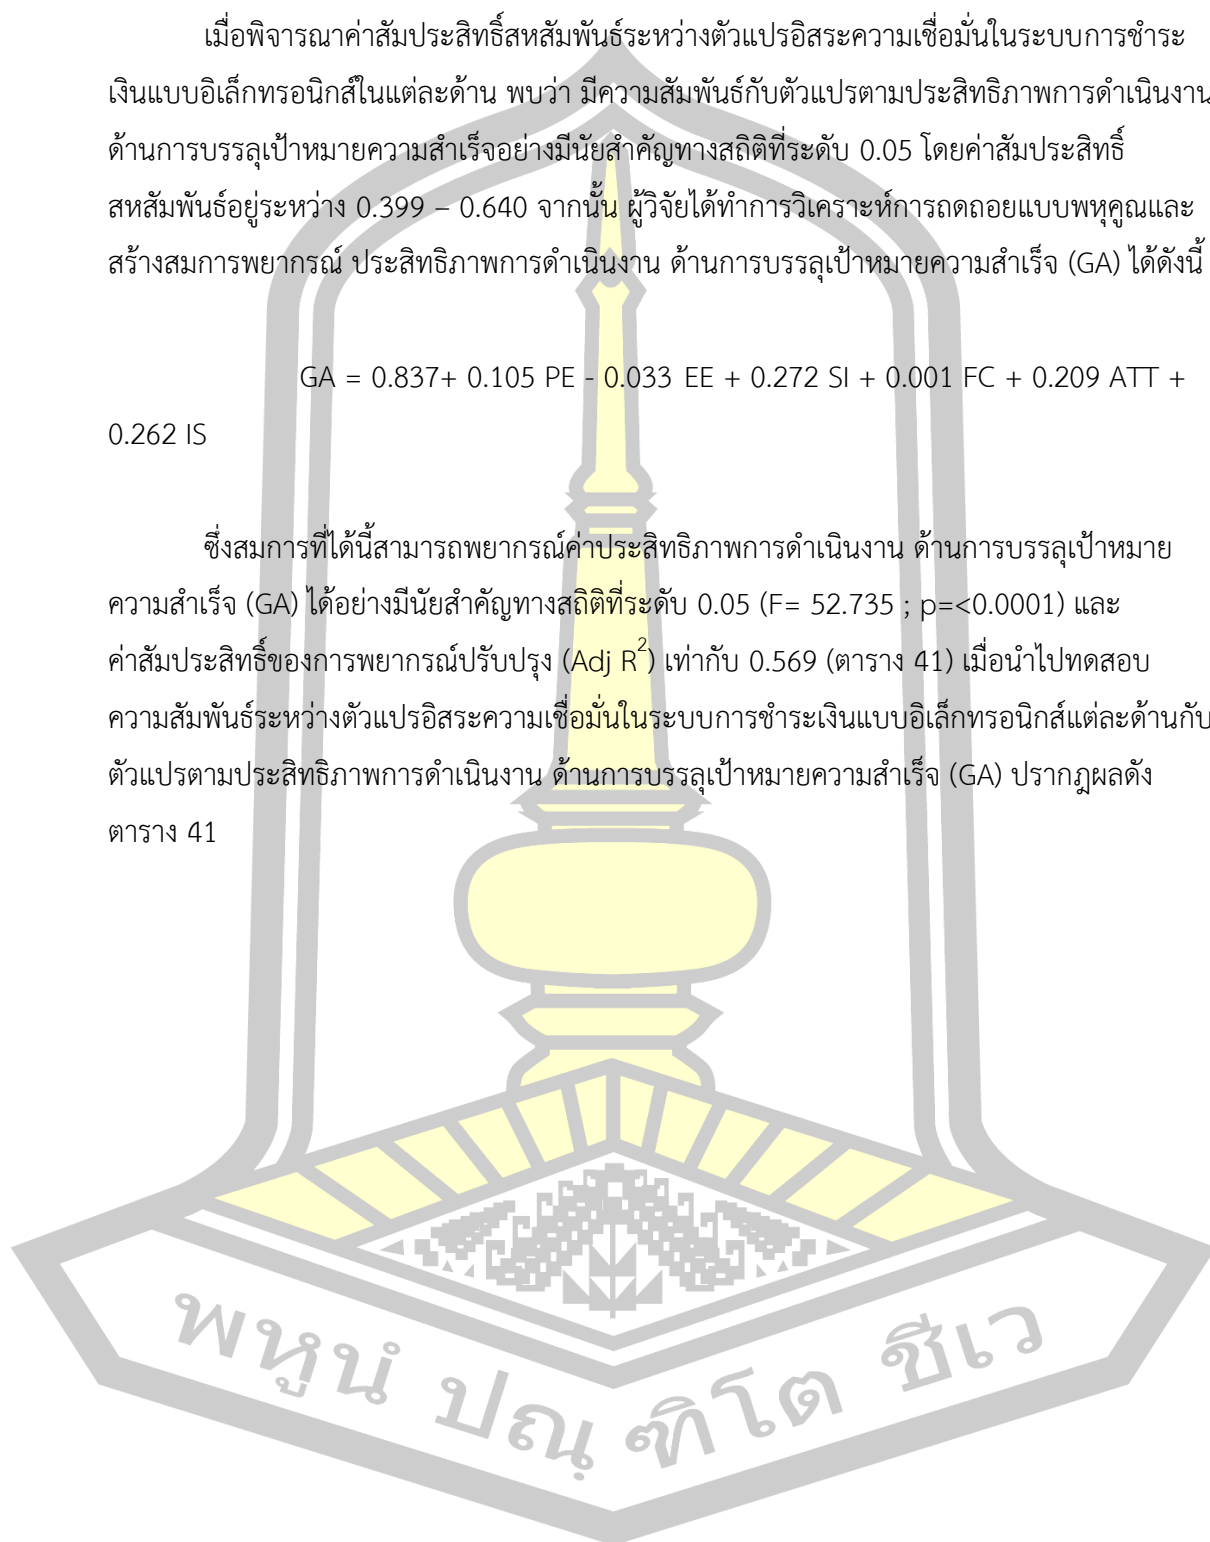 เมื่อพิจารณาค่าสัมประสิทธิ์สหสัมพันธ์ระหว่างตัวแปรอิสระความเชื่อมั่นในระบบการชำระ
เงินแบบอิเล็กทรอนิกส์ในแต่ละด้าน พบว่า มีความสัมพันธ์กับตัวแปรตามประสิทธิภาพการดำเนินงาน
ด้านการบรรลุเป้าหมายความสำเร็จอย่างมีนัยสำคัญทางสถิติที่ระดับ 0.05 โดยค่าสัมประสิทธิ์
สหสัมพันธ์อยู่ระหว่าง 0.399 – 0.640 จากนั้น ผู้วิจัยได้ทำการวิเคราะห์การถดถอยแบบพหุคูณและ
สร้างสมการพยากรณ์ ประสิทธิภาพการดำเนินงาน ด้านการบรรลุเป้าหมายความสำเร็จ (GA) ได้ดังนี้
GA = 0.837+ 0.105 PE - 0.033 EE + 0.272 SI + 0.001 FC + 0.209 ATT +
0.262 IS
ซึ่งสมการที่ได้นี้สามารถพยากรณ์ค่าประสิทธิภาพการดำเนินงาน ด้านการบรรลุเป้าหมาย
ความสำเร็จ (GA) ได้อย่างมีนัยสำคัญทางสถิติที่ระดับ 0.05 (F= 52.735 ; p=<0.0001) และ
ค่าสัมประสิทธิ์ของการพยากรณ์ปรับปรุง (Adj R²) เท่ากับ 0.569 (ตาราง 41) เมื่อนำไปทดสอบ
ความสัมพันธ์ระหว่างตัวแปรอิสระความเชื่อมั่นในระบบการชำระเงินแบบอิเล็กทรอนิกส์แต่ละด้านกับ
ตัวแปรตามประสิทธิภาพการดำเนินงาน ด้านการบรรลุเป้าหมายความสำเร็จ (GA) ปรากฎผลดัง
ตาราง 41
พหูนํ ปณฺฑิโต ชีเว